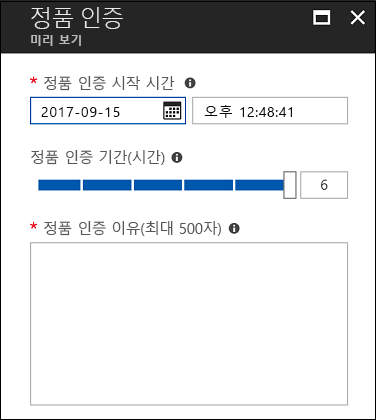 정품 인증
미리 보기
* 정품 인증 시작 시간
2017-09-15 오후 12:48:41
정품 인증 기간(시간)
6
* 정품 인증 이유(최대 500자)